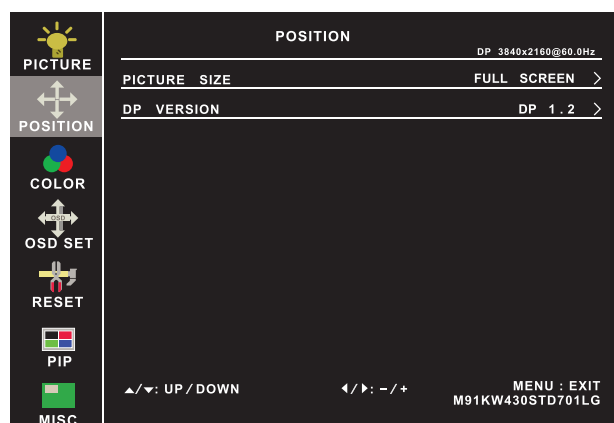 POSITION
DP 3840x2160@60.0Hz
PICTURE
PICTURE SIZE FULL SCREEN >
DP VERSION DP 1.2 >
POSITION
COLOR
OSD
OSD SET
RESET
PIP
MISC
▲/▼: UP/DOWN ◀/▶: -/+ MENU : EXIT
M91KW430STD701LG